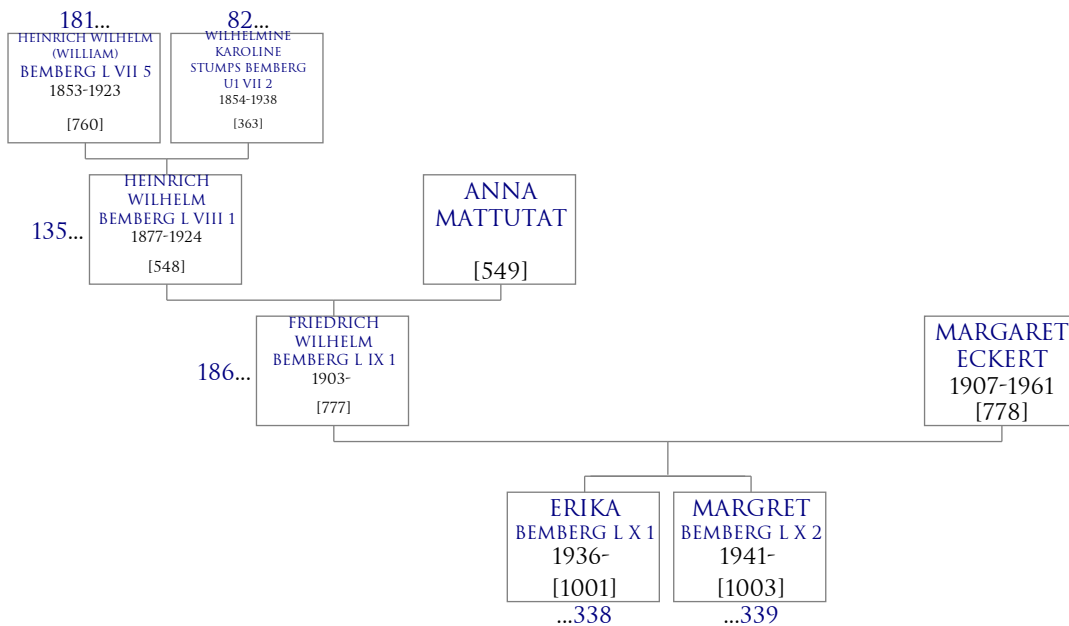 181...
HEINRICH WILHELM
(WILLIAM)
BEMBERG L VII 5
1853-1923
[760]
82...
WILHELMINE
KAROLINE
STUMPS BEMBERG
U1 VII 2
1854-1938
[363]
135...
HEINRICH
WILHELM
BEMBERG L VIII 1
1877-1924
[548]
ANNA
MATTUTAT
[549]
186...
FRIEDRICH
WILHELM
BEMBERG L IX 1
1903-
[777]
MARGARET
ECKERT
1907-1961
[778]
ERIKA
BEMBERG L X 1
1936-
[1001]
...338
MARGRET
BEMBERG L X 2
1941-
[1003]
...339